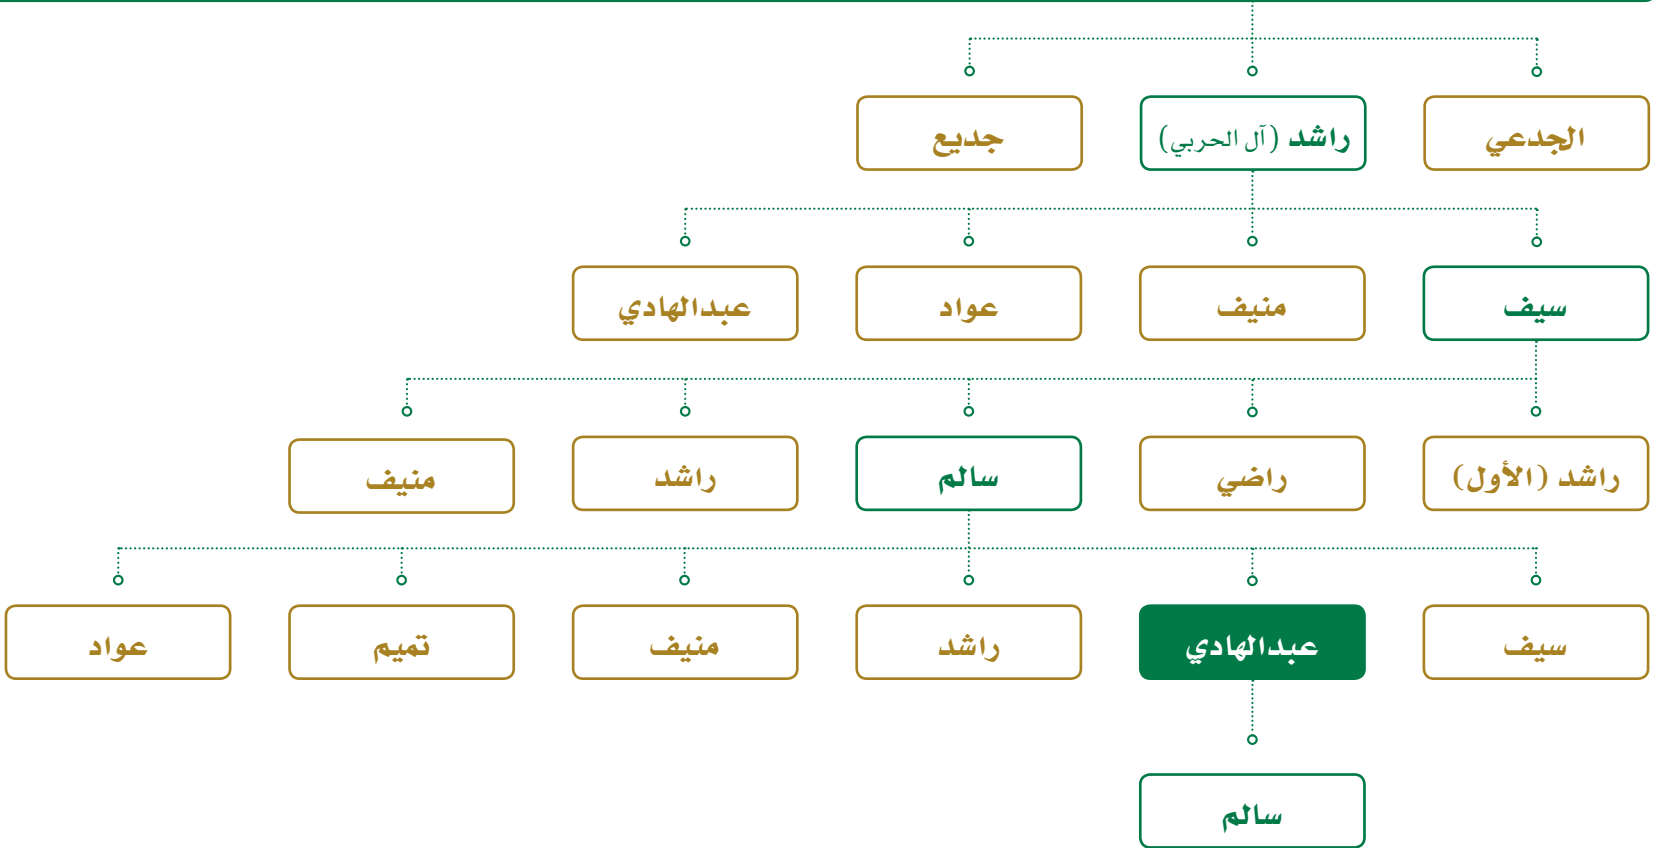 الجدعي
راشد (آل الحربي)
جديع
سيف
منيف
عواد
عبدالهادي
راشد (الأول)
راضي
سالم
راشد
منيف
سيف
عبدالهادي
راشد
منيف
تميم
عواد
سالم